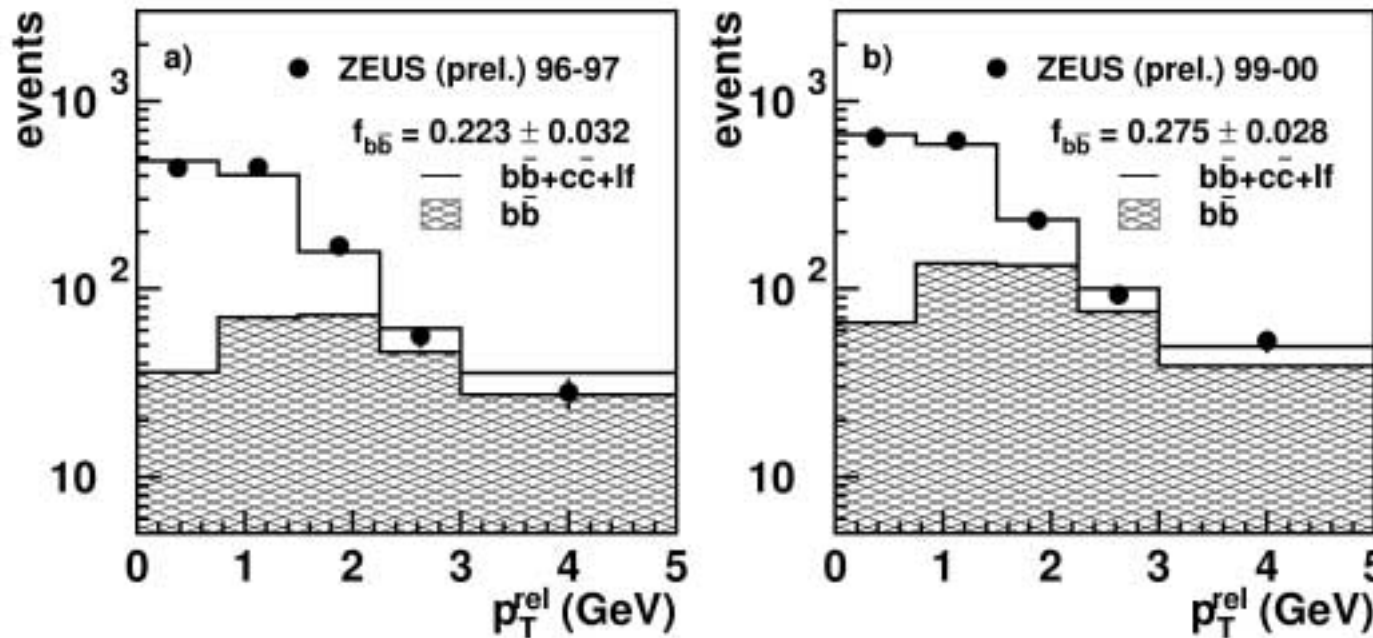 events
10³
10²
10
a)
ZEUS (prel.) 96-97
f_bb̄ = 0.223 ± 0.032
bb̄+cc̄+lf
bb̄
0 1 2 3 4 5
p_T^rel (GeV)
events
10³
10²
10
b)
ZEUS (prel.) 99-00
f_bb̄ = 0.275 ± 0.028
bb̄+cc̄+lf
bb̄
0 1 2 3 4 5
p_T^rel (GeV)